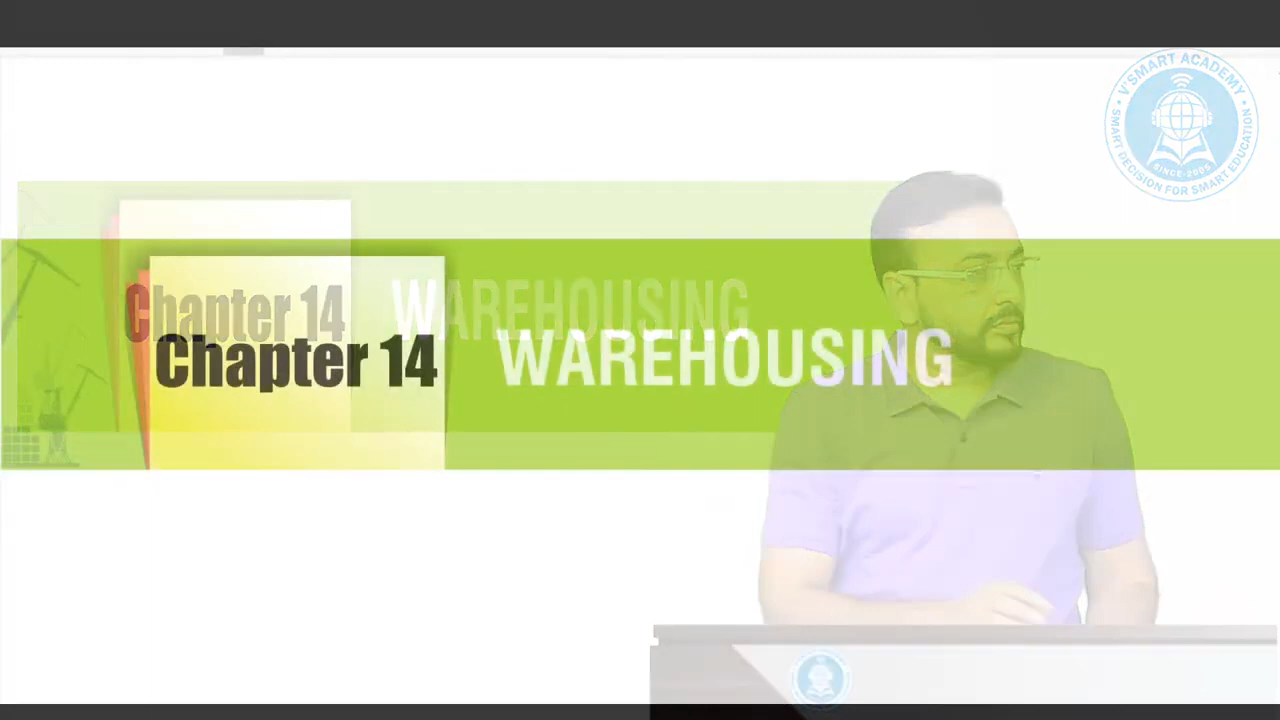 V'SMART ACADEMY
SMART DECISION FOR SMART EDUCATION
SINCE-2005
Chapter 14 WAREHOUSING
Chapter 14 WAREHOUSING